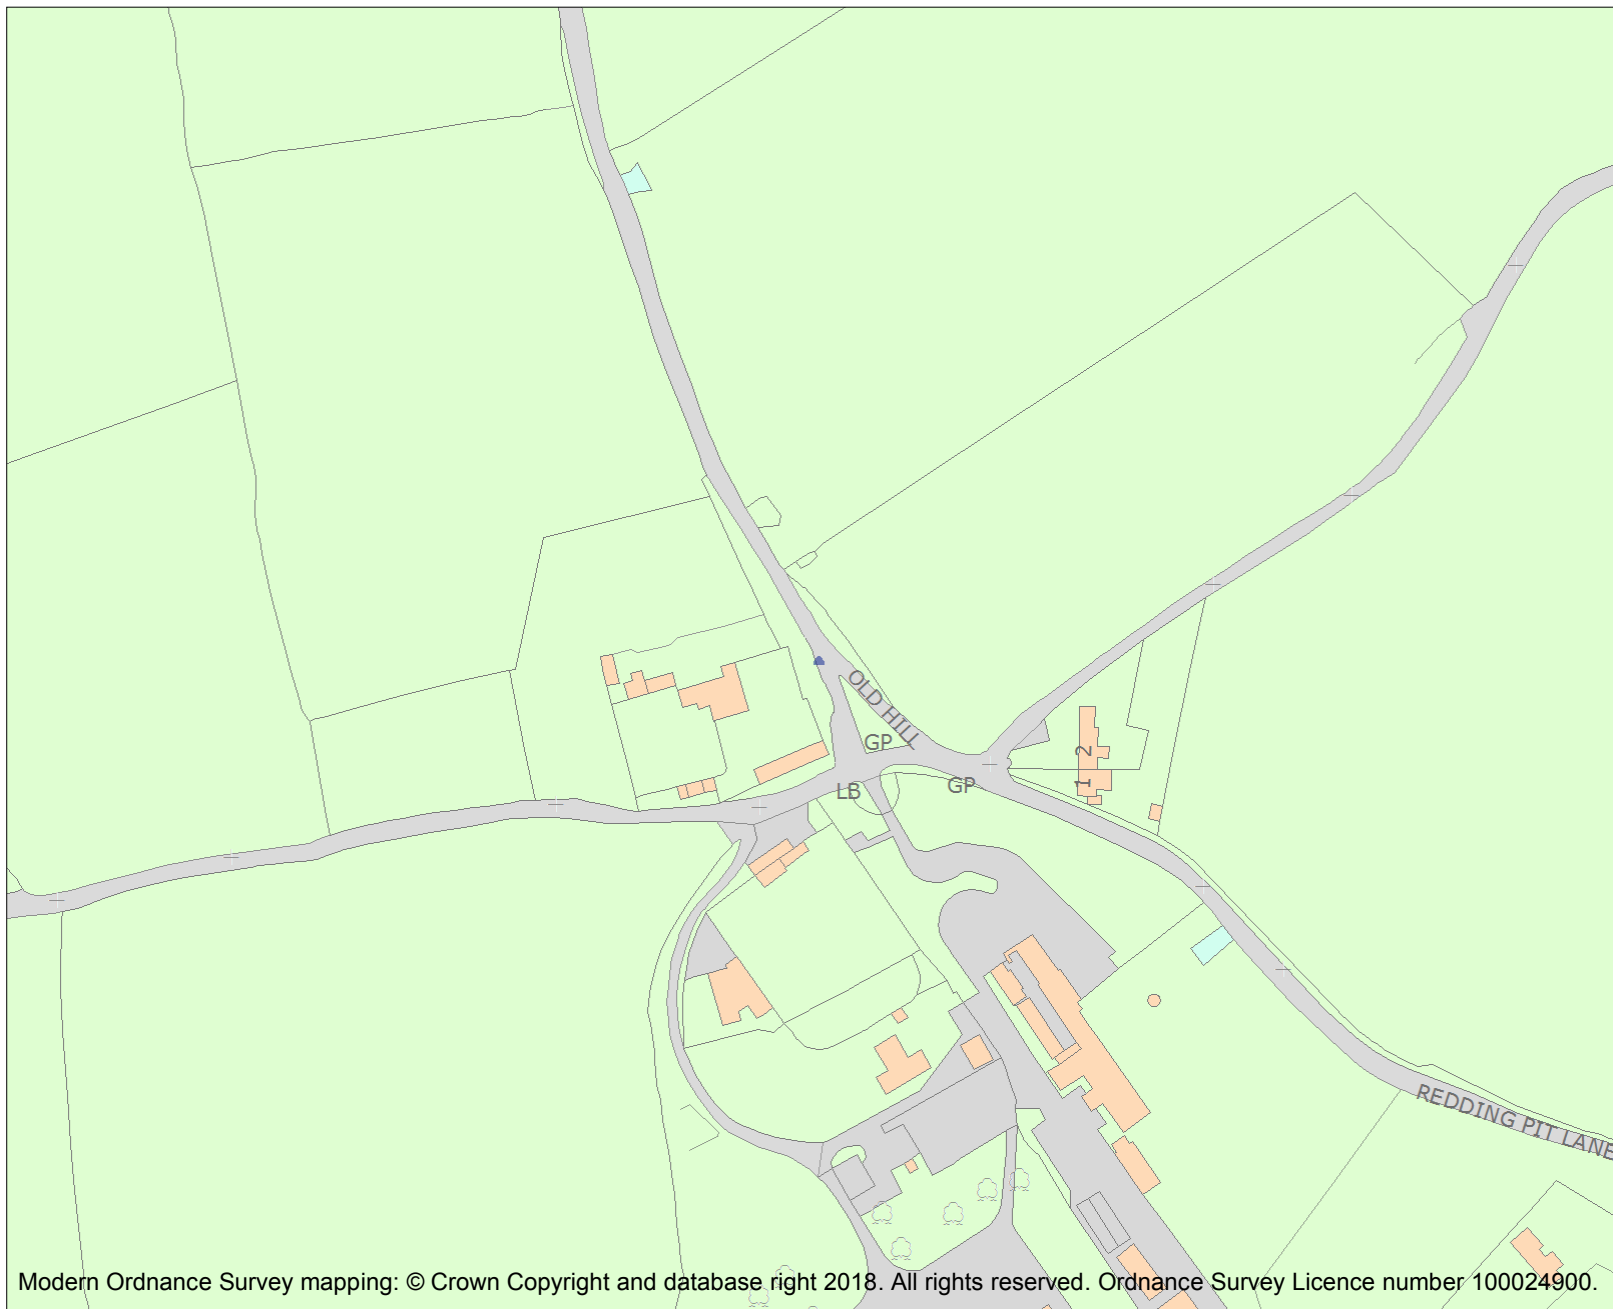 OLD HILL
GP
2
LB
GP
1
REDDING PIT LANE
Modern Ordnance Survey mapping: © Crown Copyright and database right 2018. All rights reserved. Ordnance Survey Licence number 100024900.